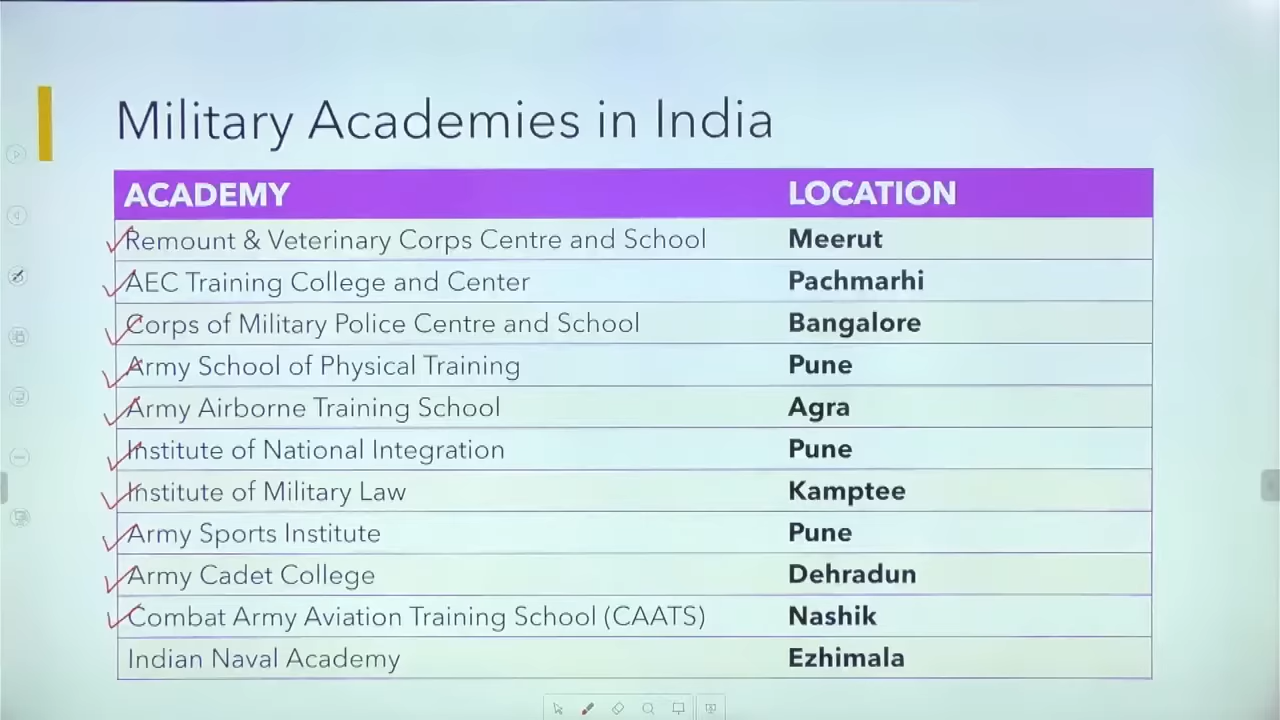 Military Academies in India
ACADEMY LOCATION
Remount & Veterinary Corps Centre and School Meerut
AEC Training College and Center Pachmarhi
Corps of Military Police Centre and School Bangalore
Army School of Physical Training Pune
Army Airborne Training School Agra
Institute of National Integration Pune
Institute of Military Law Kamptee
Army Sports Institute Pune
Army Cadet College Dehradun
Combat Army Aviation Training School (CAATS) Nashik
Indian Naval Academy Ezhimala